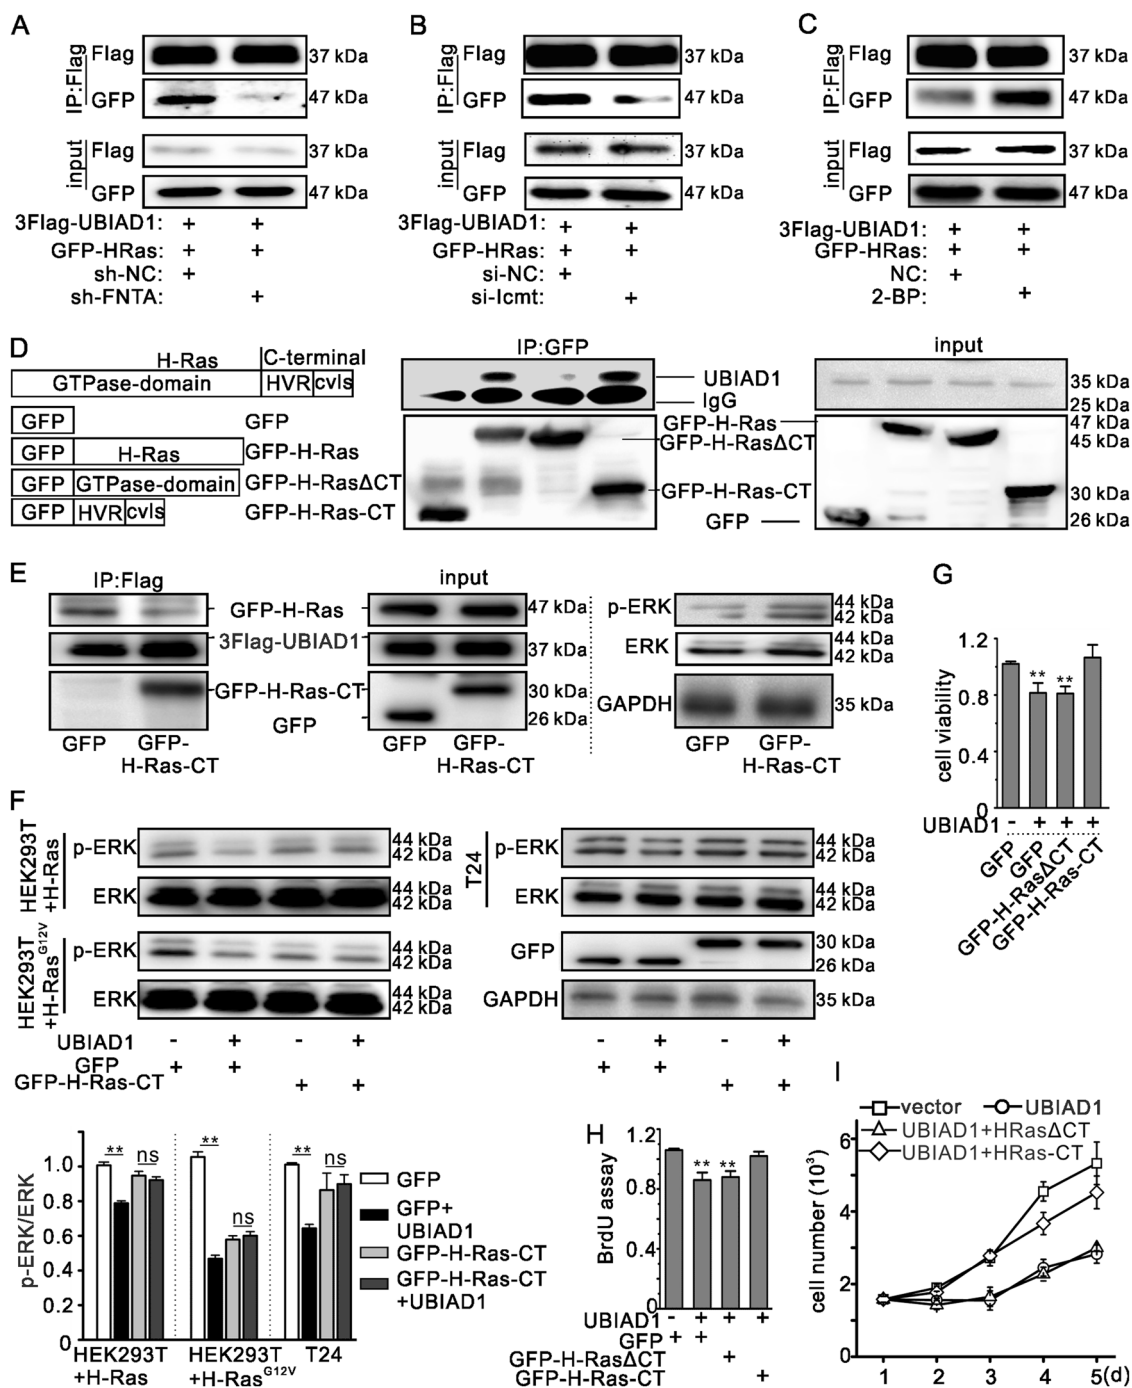 A
IP:Flag
Flag
37 kDa
GFP
47 kDa
input
Flag
37 kDa
GFP
47 kDa
3Flag-UBIAD1: + +
GFP-HRas: + +
sh-NC: +
sh-FNTA: +
B
IP:Flag
Flag
37 kDa
GFP
47 kDa
input
Flag
37 kDa
GFP
47 kDa
3Flag-UBIAD1: + +
GFP-HRas: + +
si-NC: +
si-Icmt: +
C
IP:Flag
Flag
37 kDa
GFP
47 kDa
input
Flag
37 kDa
GFP
47 kDa
3Flag-UBIAD1: + +
GFP-HRas: + +
NC: +
2-BP: +
D
H-Ras C-terminal
GTPase-domain HVR cvls
GFP GFP
GFP H-Ras GFP-H-Ras
GFP GTPase-domain GFP-H-RasΔCT
GFP HVR cvls GFP-H-Ras-CT
IP:GFP
UBIAD1
IgG
GFP-H-Ras
GFP-H-RasΔCT
GFP-H-Ras-CT
GFP
input
35 kDa
25 kDa
47 kDa
45 kDa
30 kDa
26 kDa
E
IP:Flag
input
GFP-H-Ras
47 kDa
3Flag-UBIAD1
37 kDa
GFP-H-Ras-CT
30 kDa
GFP
26 kDa
GFP GFP-H-Ras-CT
GFP GFP-H-Ras-CT
p-ERK
44 kDa
42 kDa
ERK
44 kDa
42 kDa
GAPDH
35 kDa
GFP GFP-H-Ras-CT
G
cell viability
1.2
0.8
0.4
0
** **
UBIAD1 - + + +
GFP
GFP
GFP-H-RasΔCT
GFP-H-Ras-CT
F
HEK293T
+H-Ras
p-ERK
44 kDa
42 kDa
ERK
44 kDa
42 kDa
HEK293T
+H-RasG12V
p-ERK
44 kDa
42 kDa
ERK
44 kDa
42 kDa
UBIAD1 - + - +
GFP + +
GFP-H-Ras-CT + +
T24
p-ERK
44 kDa
42 kDa
ERK
44 kDa
42 kDa
GFP
30 kDa
26 kDa
GAPDH
35 kDa
- + - +
+ +
+ +
p-ERK/ERK
1.0
0.8
0.6
0.4
0.2
0
** ns
** ns
** ns
HEK293T
+H-Ras
HEK293T
+H-RasG12V
T24
GFP
GFP+
UBIAD1
GFP-H-Ras-CT
GFP-H-Ras-CT
+UBIAD1
H
BrdU assay
1.2
0.8
0.4
0
** **
UBIAD1 - + + +
GFP + +
GFP-H-RasΔCT +
GFP-H-Ras-CT +
I
vector UBIAD1
UBIAD1+HRasΔCT
UBIAD1+HRas-CT
cell number (10³)
6
4
2
0
1 2 3 4 5(d)